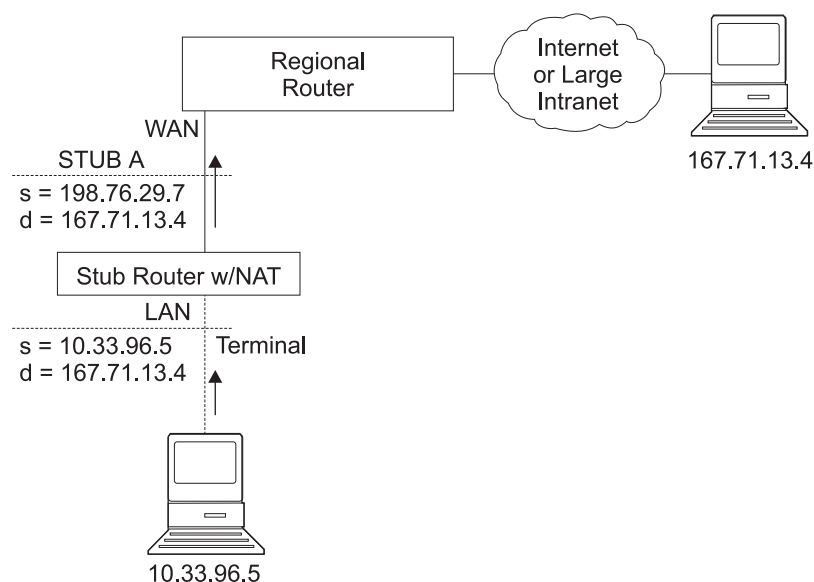 Regional
Router
Internet
or Large
Intranet
167.71.13.4
WAN
STUB A
s = 198.76.29.7
d = 167.71.13.4
Stub Router w/NAT
LAN
s = 10.33.96.5
d = 167.71.13.4
Terminal
10.33.96.5